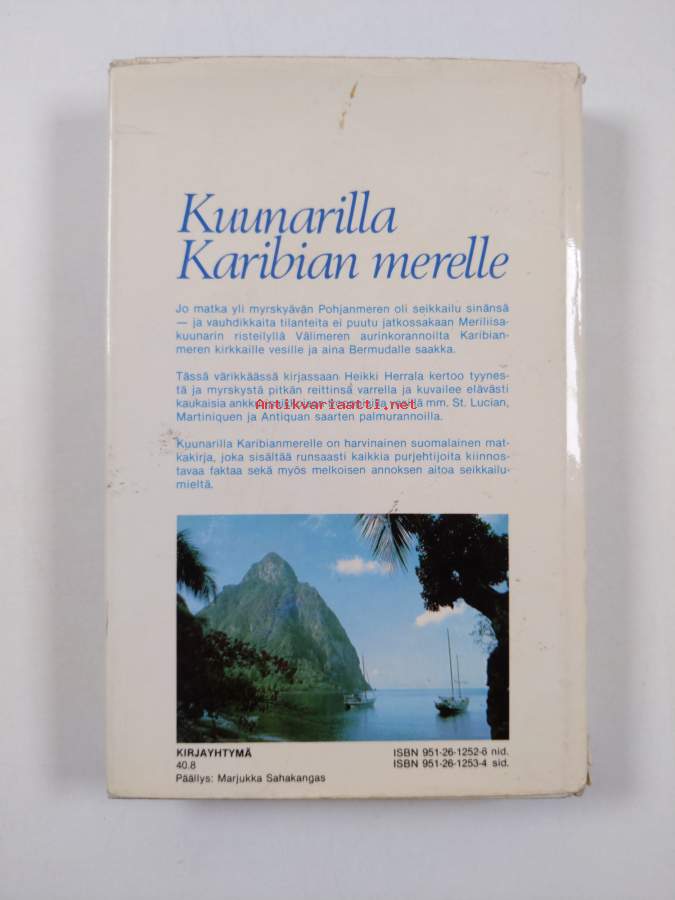 Kuunarilla
Karibian merelle
Jo matka yli myrskyävän Pohjanmeren oli seikkailu sinänsä
— ja vauhdikkaita tilanteita ei puutu jatkossakaan Meriliisa-
kuunarin risteilyllä Välimeren aurinkorannoilta Karibian-
meren kirkkaille vesille ja aina Bermudalle saakka.
Tässä värikkäässä kirjassaan Heikki Herrala kertoo tyynes-
tä ja myrskystä pitkän reittinsä varrella ja kuvailee elävästi
kaukaisia mm. St. Lucian,
Antikvariaatti.net
Martiniquen ja Antiquan saarten palmurannoilla.
Kuunarilla Karibianmerelle on harvinainen suomalainen mat-
kakirja, joka sisältää runsaasti kaikkia purjehtijoita kiinnos-
tavaa faktaa sekä myös melkoisen annoksen aitoa seikkailu-
mieltä.
KIRJAYHTYMÄ
40.8
Päällys: Marjukka Sahakangas
ISBN 951-26-1252-6 nid.
ISBN 951-26-1253-4 sid.